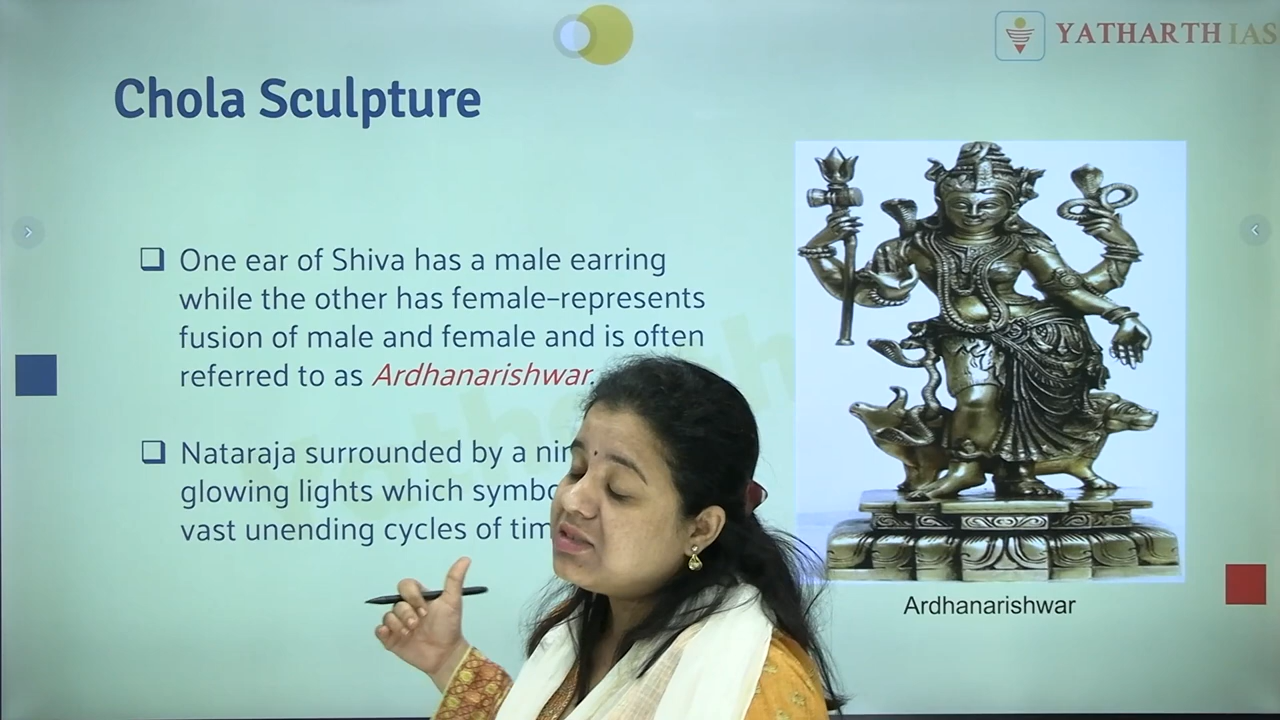 YATHARTH IAS
Chola Sculpture
One ear of Shiva has a male earring
while the other has female–represents
fusion of male and female and is often
referred to as Ardhanarishwar.
Nataraja surrounded by a
glowing lights which
vast unending cycles of
Ardhanarishwar